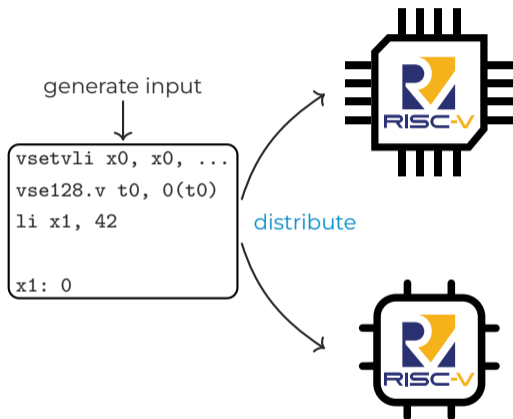 generate input
vsetvli x0, x0, ...
vse128.v t0, 0(t0)
li x1, 42
x1: 0
distribute
RISC-V
RISC-V